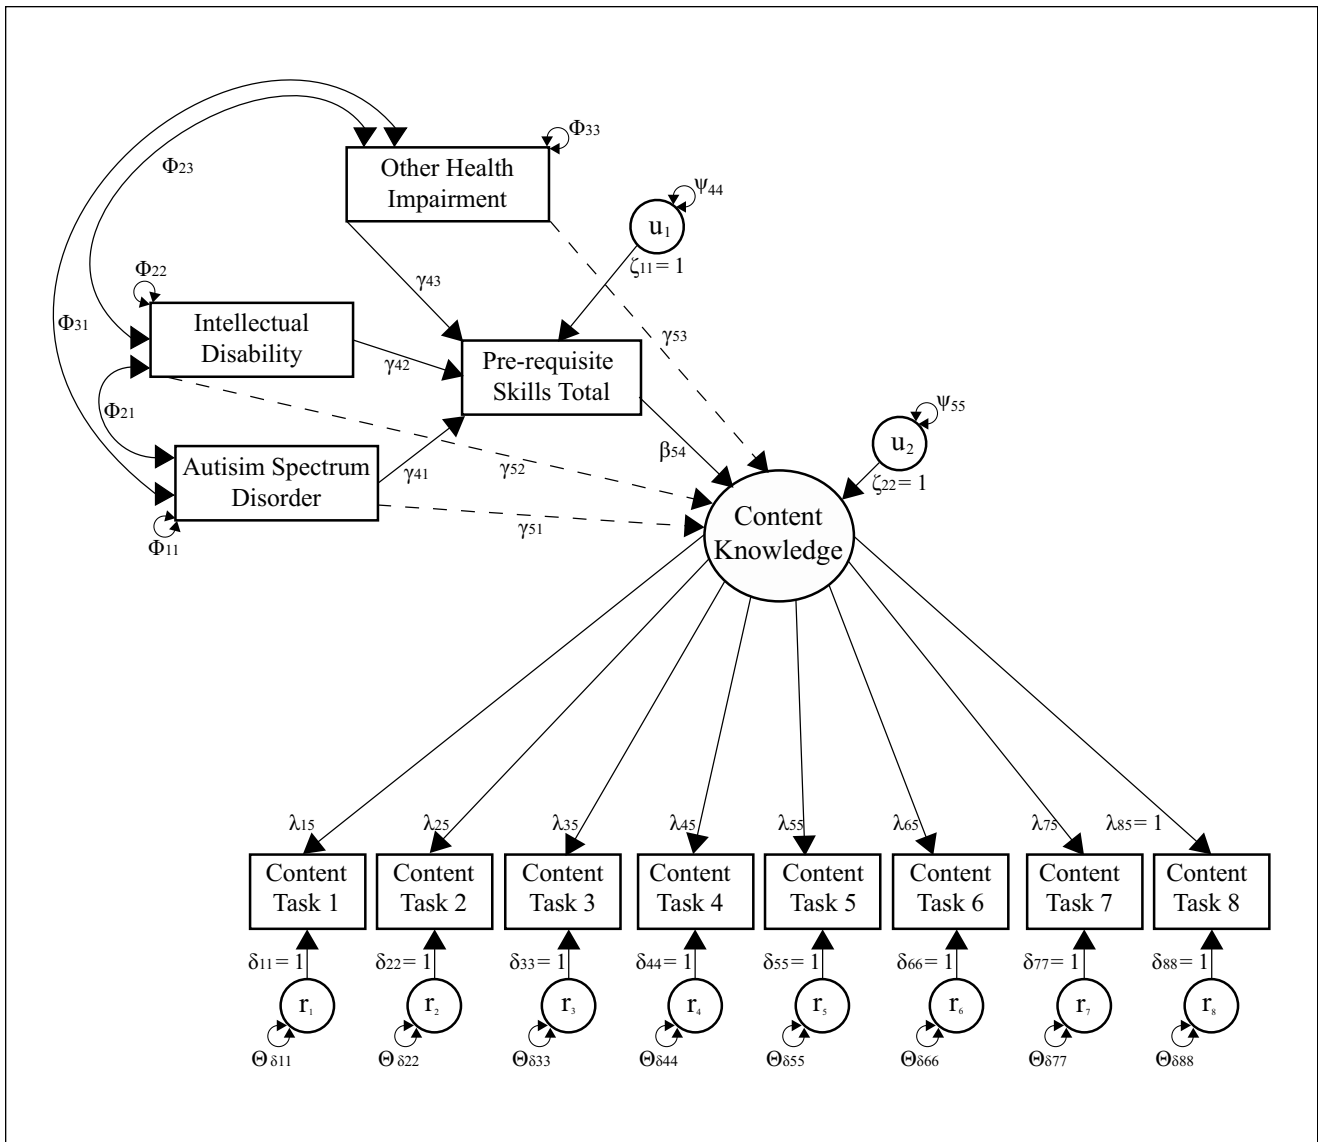 Other Health
Impairment
Φ33
Φ23
ψ44
u1
ζ11 = 1
γ43
Φ22
Intellectual
Disability
Φ31
γ42
Pre-requisite
Skills Total
γ53
Φ21
Autisim Spectrum
Disorder
γ41
γ52
β54
ψ55
u2
ζ22 = 1
γ51
Φ11
Content
Knowledge
λ15
λ25
λ35
λ45
λ55
λ65
λ75
λ85 = 1
Content
Task 1
Content
Task 2
Content
Task 3
Content
Task 4
Content
Task 5
Content
Task 6
Content
Task 7
Content
Task 8
δ11 = 1
δ22 = 1
δ33 = 1
δ44 = 1
δ55 = 1
δ66 = 1
δ77 = 1
δ88 = 1
r1
r2
r3
r4
r5
r6
r7
r8
Θδ11
Θδ22
Θδ33
Θδ44
Θδ55
Θδ66
Θδ77
Θδ88